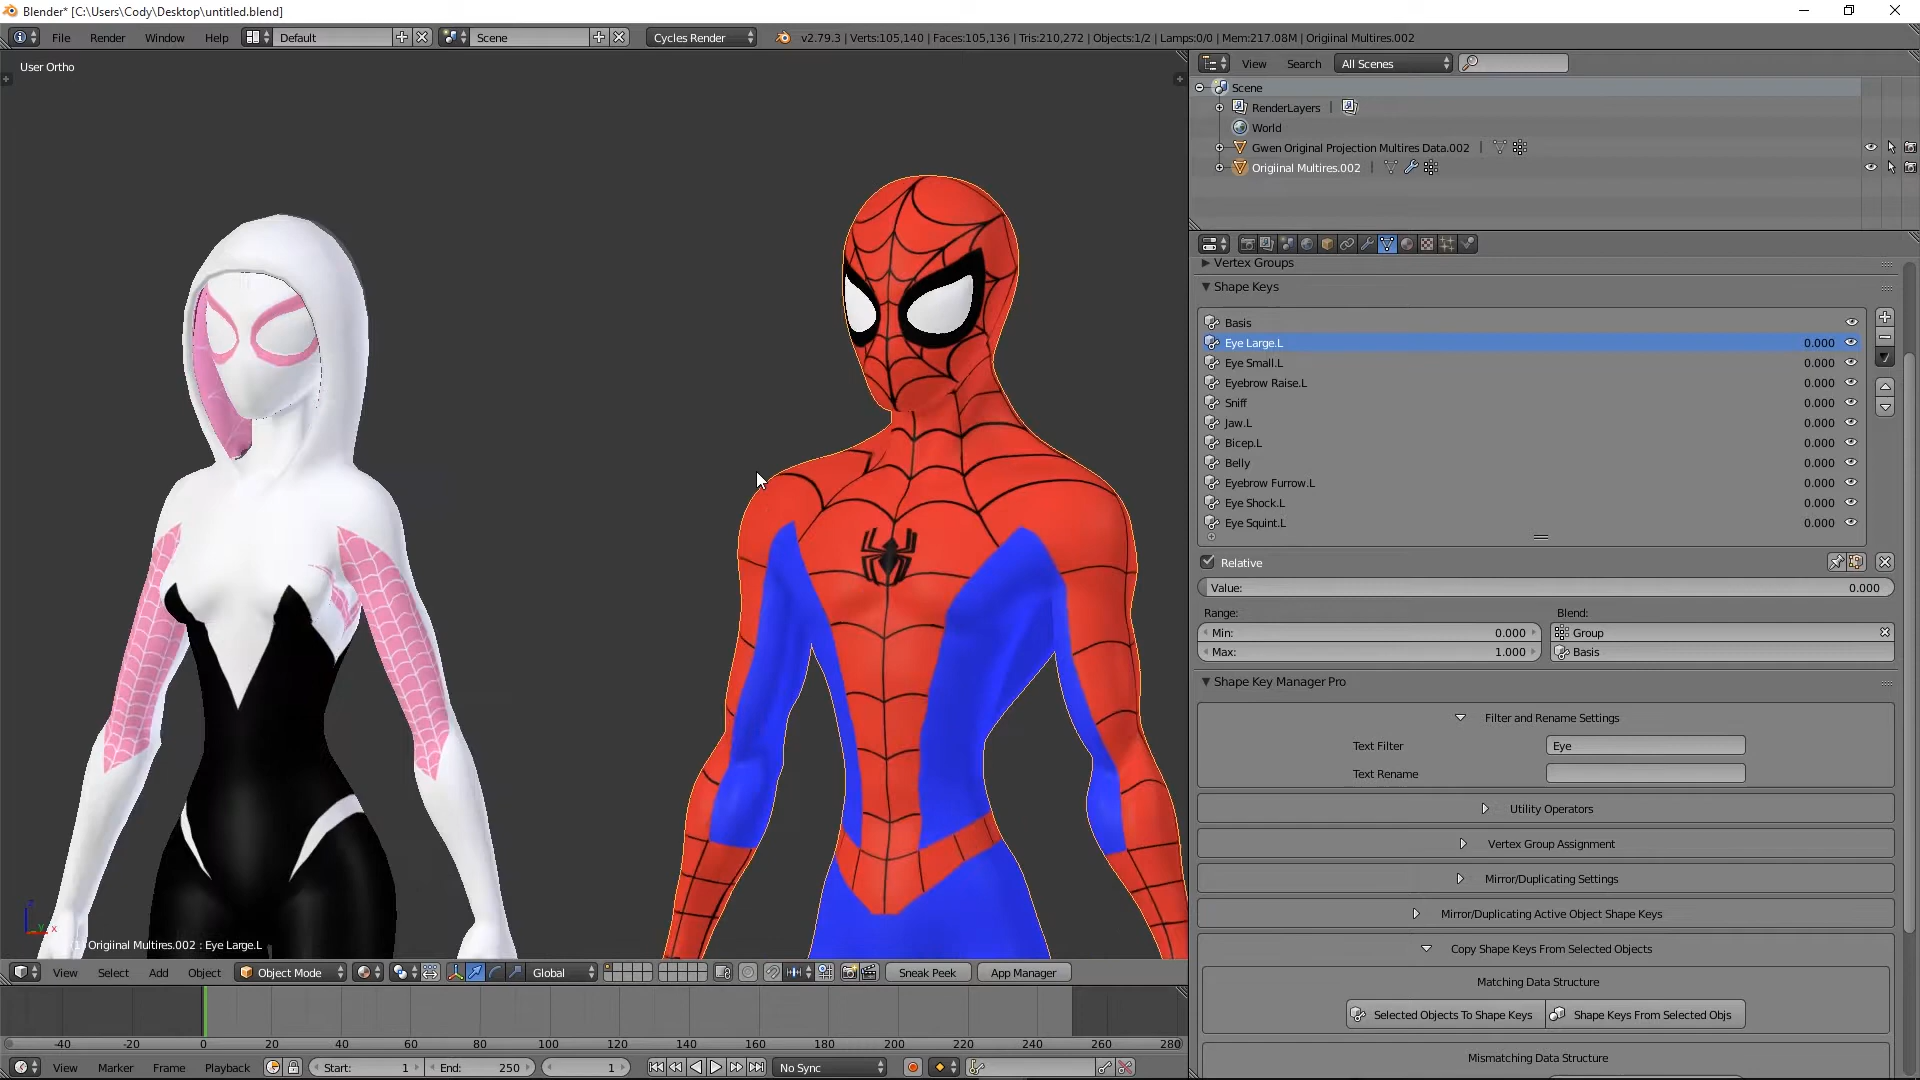 Blender* [C:\Users\Cody\Desktop\untitled.blend]
File Render Window Help Default Scene Cycles Render v2.79.3 | Verts:105,140 | Faces:105,136 | Tris:210,272 | Objects:1/2 | Lamps:0/0 | Mem:217.08M | Origiinal Multires.002
User Ortho
View Search All Scenes
Scene
RenderLayers |
World
Gwen Original Projection Multires Data.002 |
Origiinal Multires.002 |
Vertex Groups
Shape Keys
Basis
Eye Large.L 0.000
Eye Small.L 0.000
Eyebrow Raise.L 0.000
Sniff 0.000
Jaw.L 0.000
Bicep.L 0.000
Belly 0.000
Eyebrow Furrow.L 0.000
Eye Shock.L 0.000
Eye Squint.L 0.000
Relative
Value: 0.000
Range: Blend:
Min: 0.000 Group
Max: 1.000 Basis
Shape Key Manager Pro
Filter and Rename Settings
Text Filter Eye
Text Rename
Utility Operators
Vertex Group Assignment
Mirror/Duplicating Settings
Mirror/Duplicating Active Object Shape Keys
Copy Shape Keys From Selected Objects
Matching Data Structure
Selected Objects To Shape Keys Shape Keys From Selected Objs
Mismatching Data Structure
Origiinal Multires.002 : Eye Large.L
View Select Add Object Object Mode Global Sneak Peek App Manager
-40 -20 0 20 40 60 80 100 120 140 160 180 200 220 240 260 280
View Marker Frame Playback Start: 1 End: 250 1 No Sync